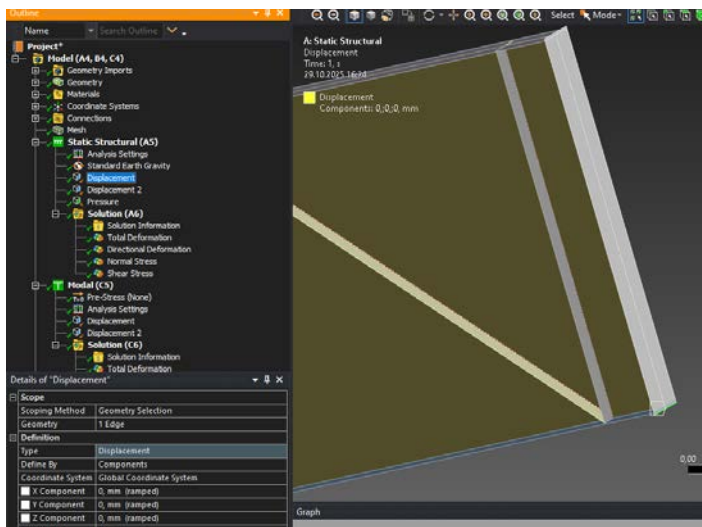 Outline
Name
Search Outline
Project*
Model (A4, B4, C4)
Geometry Imports
Geometry
Materials
Coordinate Systems
Connections
Mesh
Static Structural (A5)
Analysis Settings
Standard Earth Gravity
Displacement
Displacement 2
Pressure
Solution (A6)
Solution Information
Total Deformation
Directional Deformation
Normal Stress
Shear Stress
Modal (C5)
Pre-Stress (None)
Analysis Settings
Displacement
Displacement 2
Solution (C6)
Solution Information
Total Deformation
Details of "Displacement"
Scope
Scoping Method Geometry Selection
Geometry 1 Edge
Definition
Type Displacement
Define By Components
Coordinate System Global Coordinate System
X Component 0, mm (ramped)
Y Component 0, mm (ramped)
Z Component 0, mm (ramped)
Select Mode
A: Static Structural
Displacement
Time: 1, s
Displacement
Components: 0,;0,;0, mm
0,00
Graph